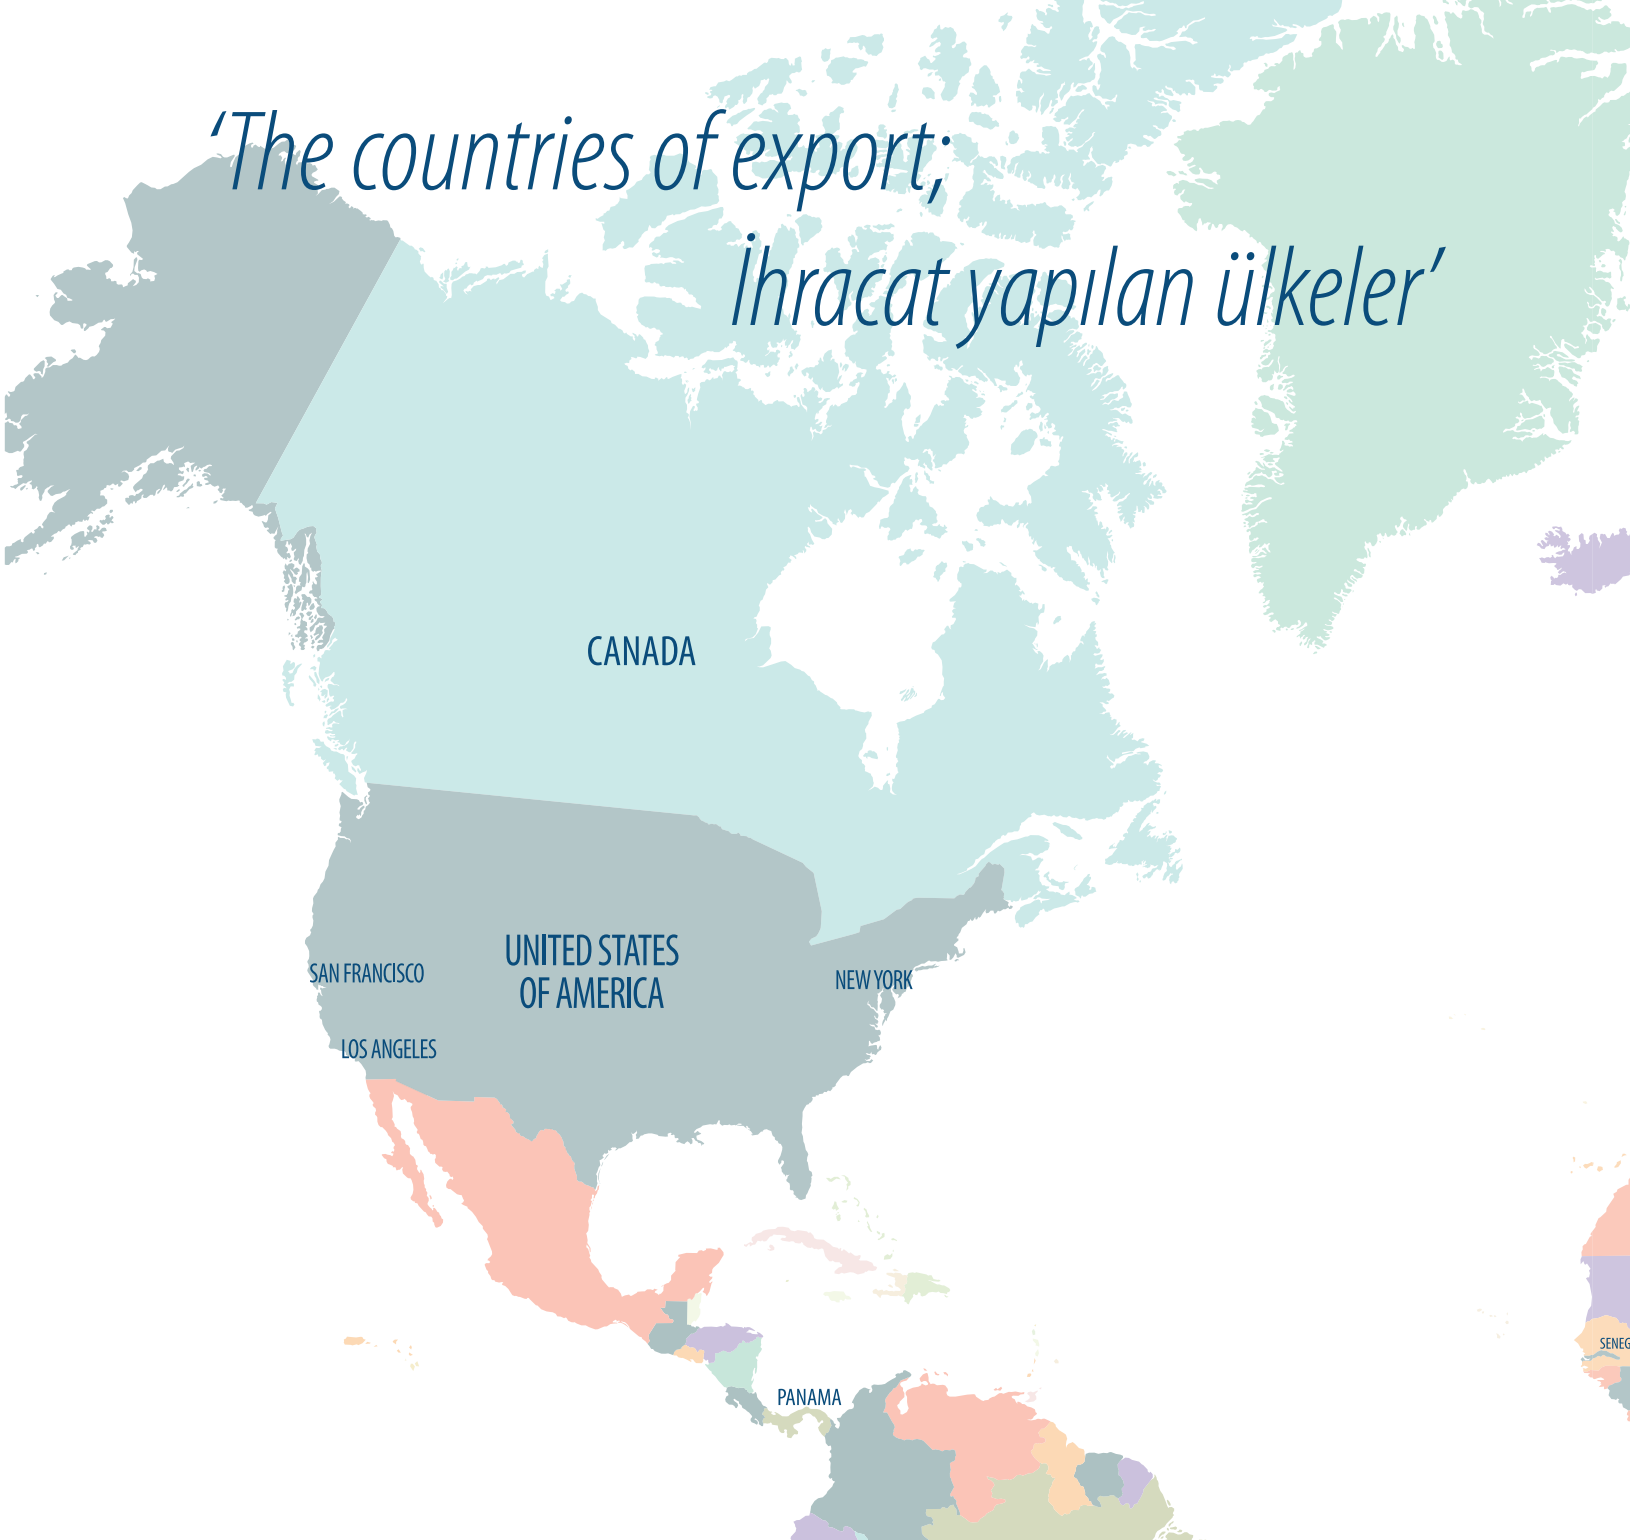 ‘The countries of export;
İhracat yapılan ülkeler’
CANADA
UNITED STATES
OF AMERICA
SAN FRANCISCO
NEW YORK
LOS ANGELES
SENEG
PANAMA